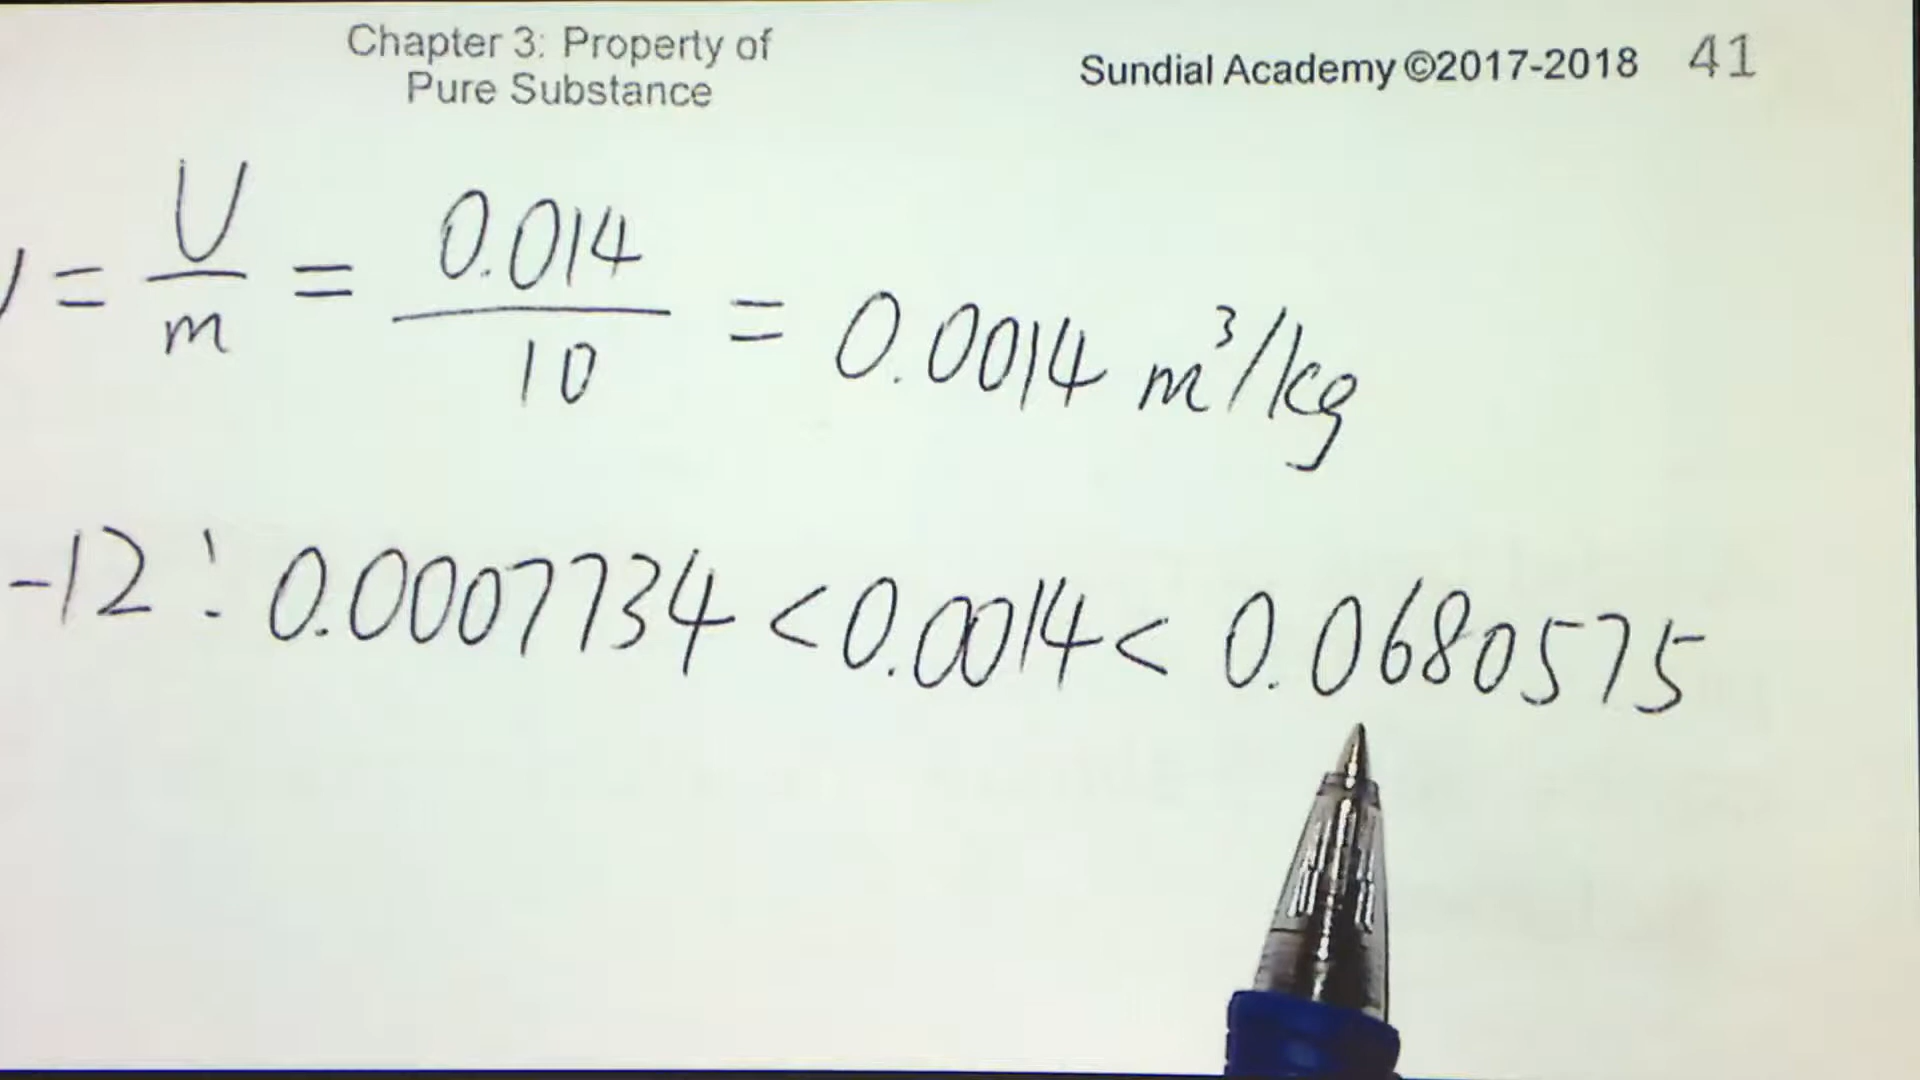 Chapter 3: Property of
Pure Substance
Sundial Academy ©2017-2018 41
= V/m = 0.014/10 = 0.0014 m³/kg
-12 : 0.0007734 < 0.0014 < 0.0680575